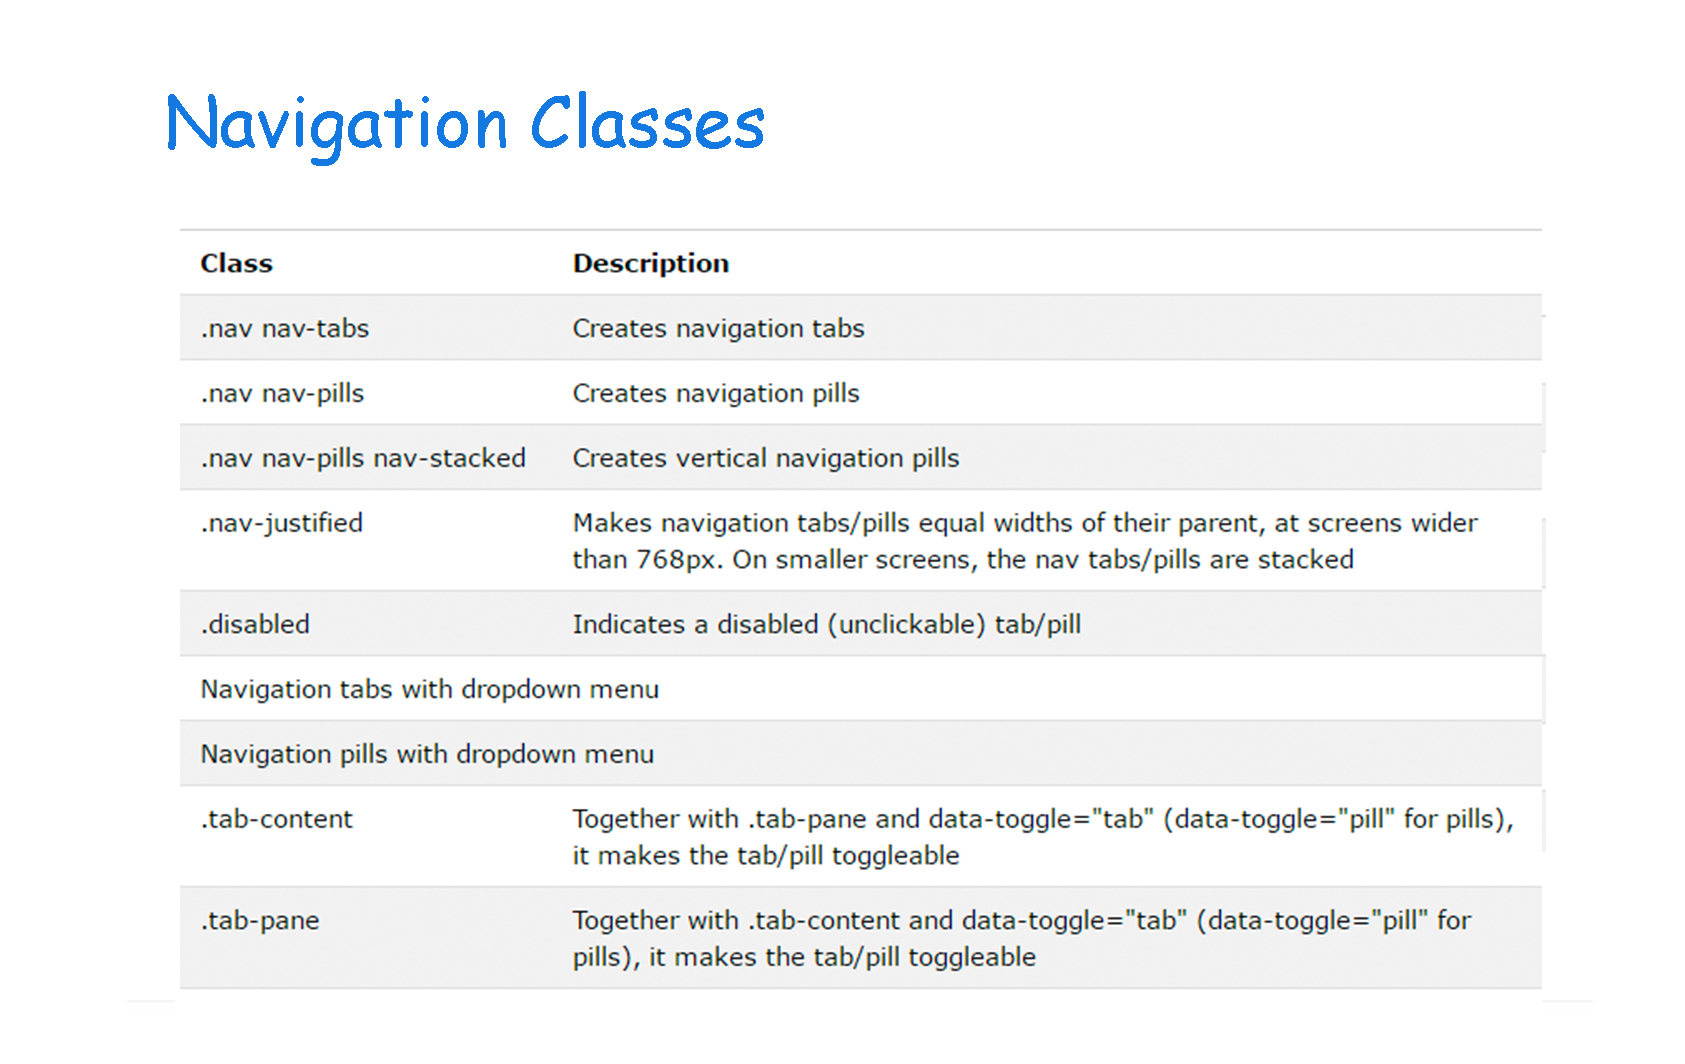 Navigation Classes
Class Description
.nav nav-tabs Creates navigation tabs
.nav nav-pills Creates navigation pills
.nav nav-pills nav-stacked Creates vertical navigation pills
.nav-justified Makes navigation tabs/pills equal widths of their parent, at screens wider
than 768px. On smaller screens, the nav tabs/pills are stacked
.disabled Indicates a disabled (unclickable) tab/pill
Navigation tabs with dropdown menu
Navigation pills with dropdown menu
.tab-content Together with .tab-pane and data-toggle="tab" (data-toggle="pill" for pills),
it makes the tab/pill toggleable
.tab-pane Together with .tab-content and data-toggle="tab" (data-toggle="pill" for
pills), it makes the tab/pill toggleable